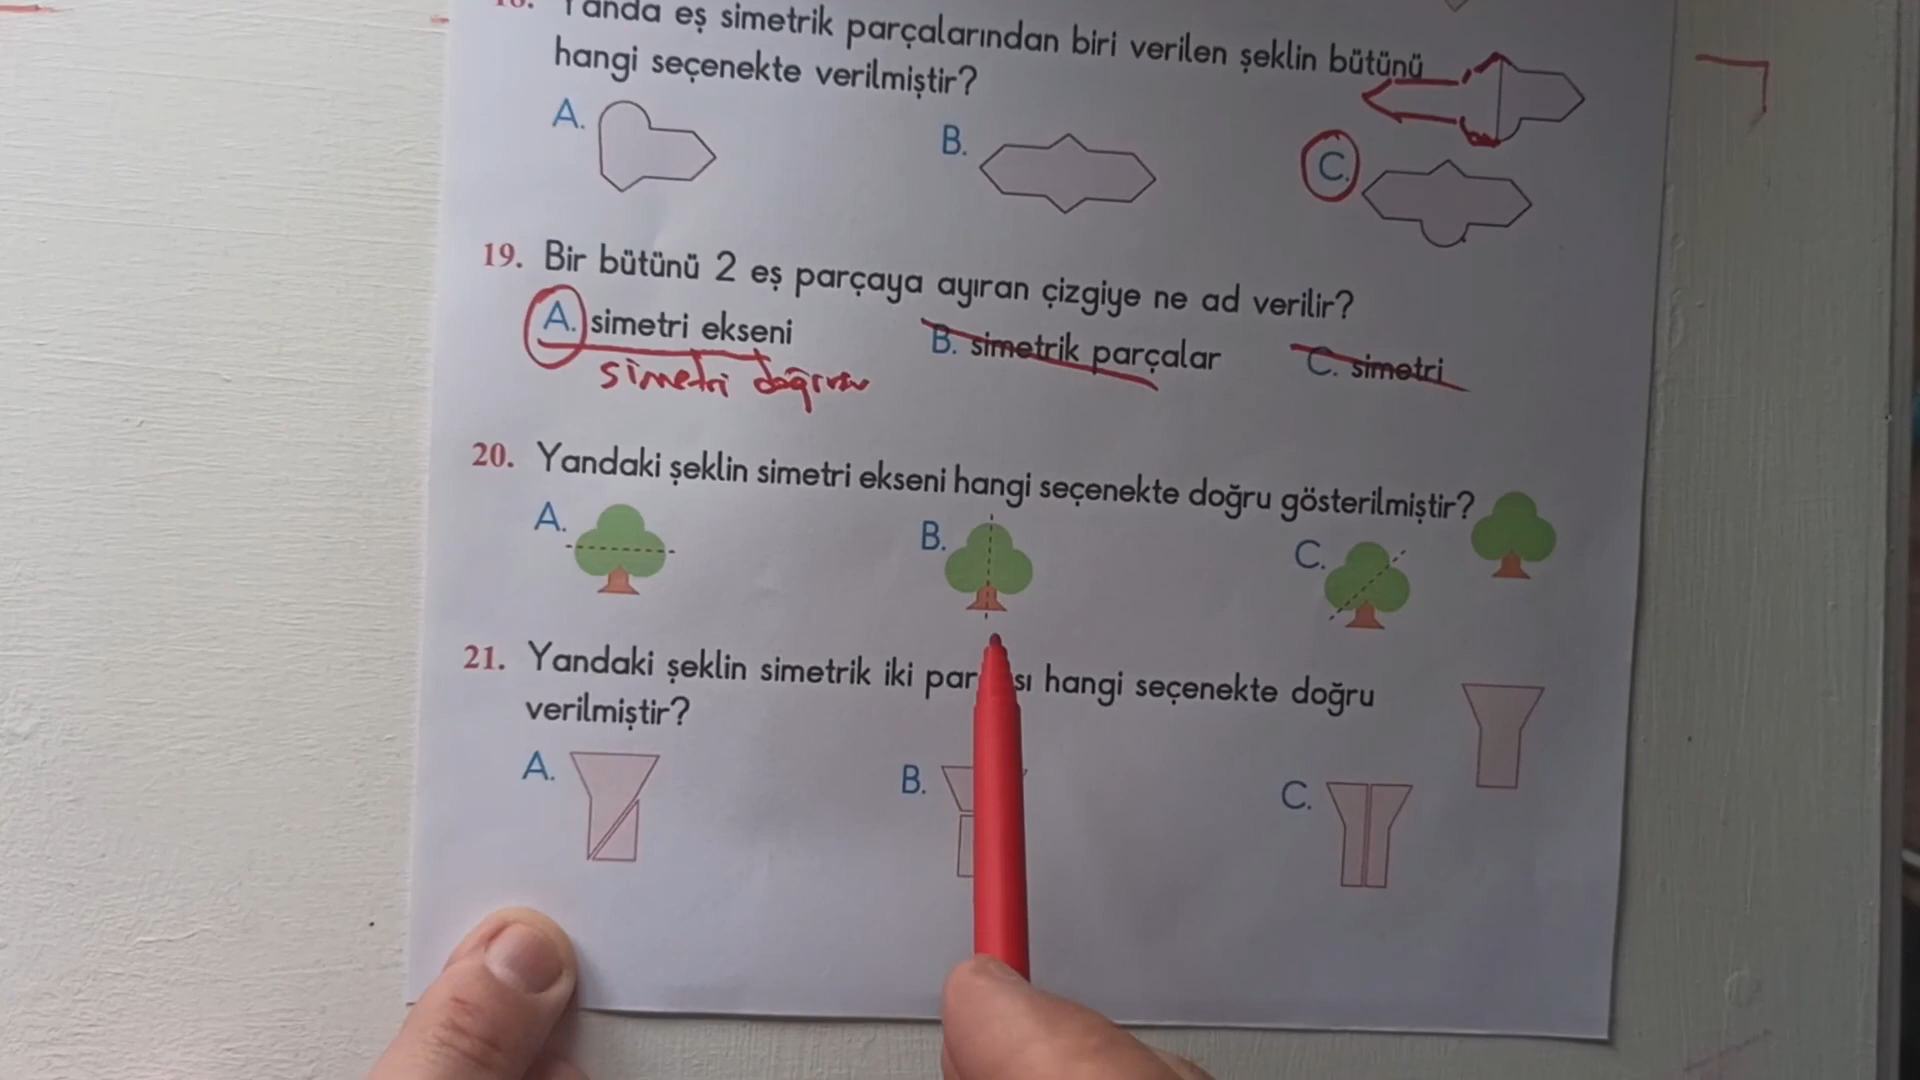 18. Yanda eş simetrik parçalarından biri verilen şeklin bütünü
hangi seçenekte verilmiştir?
A.
B.
C.
19. Bir bütünü 2 eş parçaya ayıran çizgiye ne ad verilir?
A. simetri ekseni
B. simetrik parçalar
C. simetri
simetri doğrusu
20. Yandaki şeklin simetri ekseni hangi seçenekte doğru gösterilmiştir?
A.
B.
C.
21. Yandaki şeklin simetrik iki hangi seçenekte doğru
verilmiştir?
A.
B.
C.